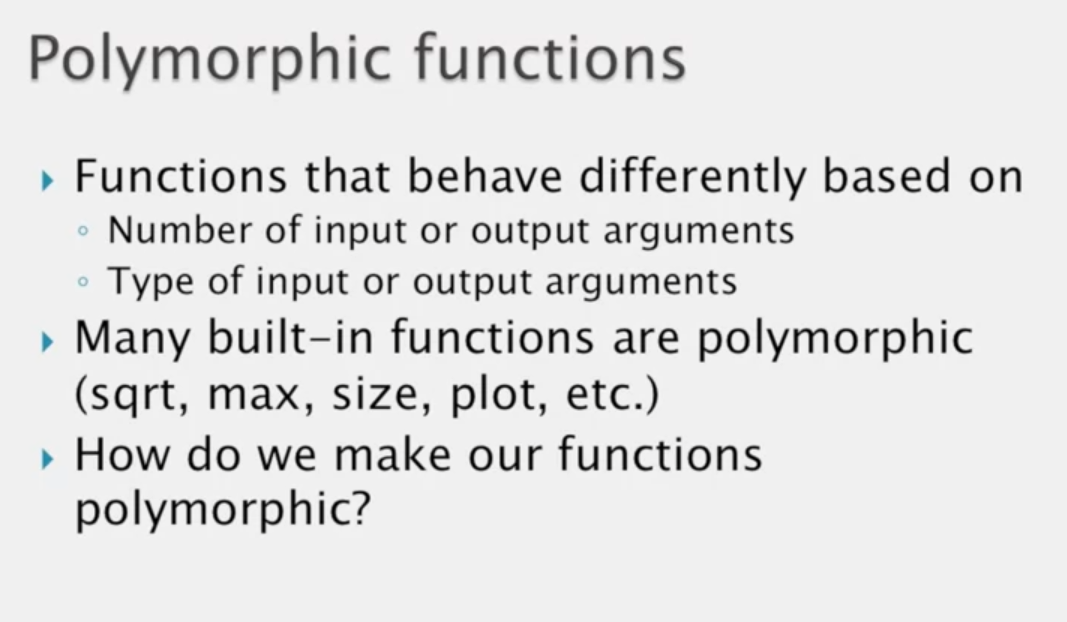 Polymorphic functions
Functions that behave differently based on
Number of input or output arguments
Type of input or output arguments
Many built-in functions are polymorphic
(sqrt, max, size, plot, etc.)
How do we make our functions
polymorphic?